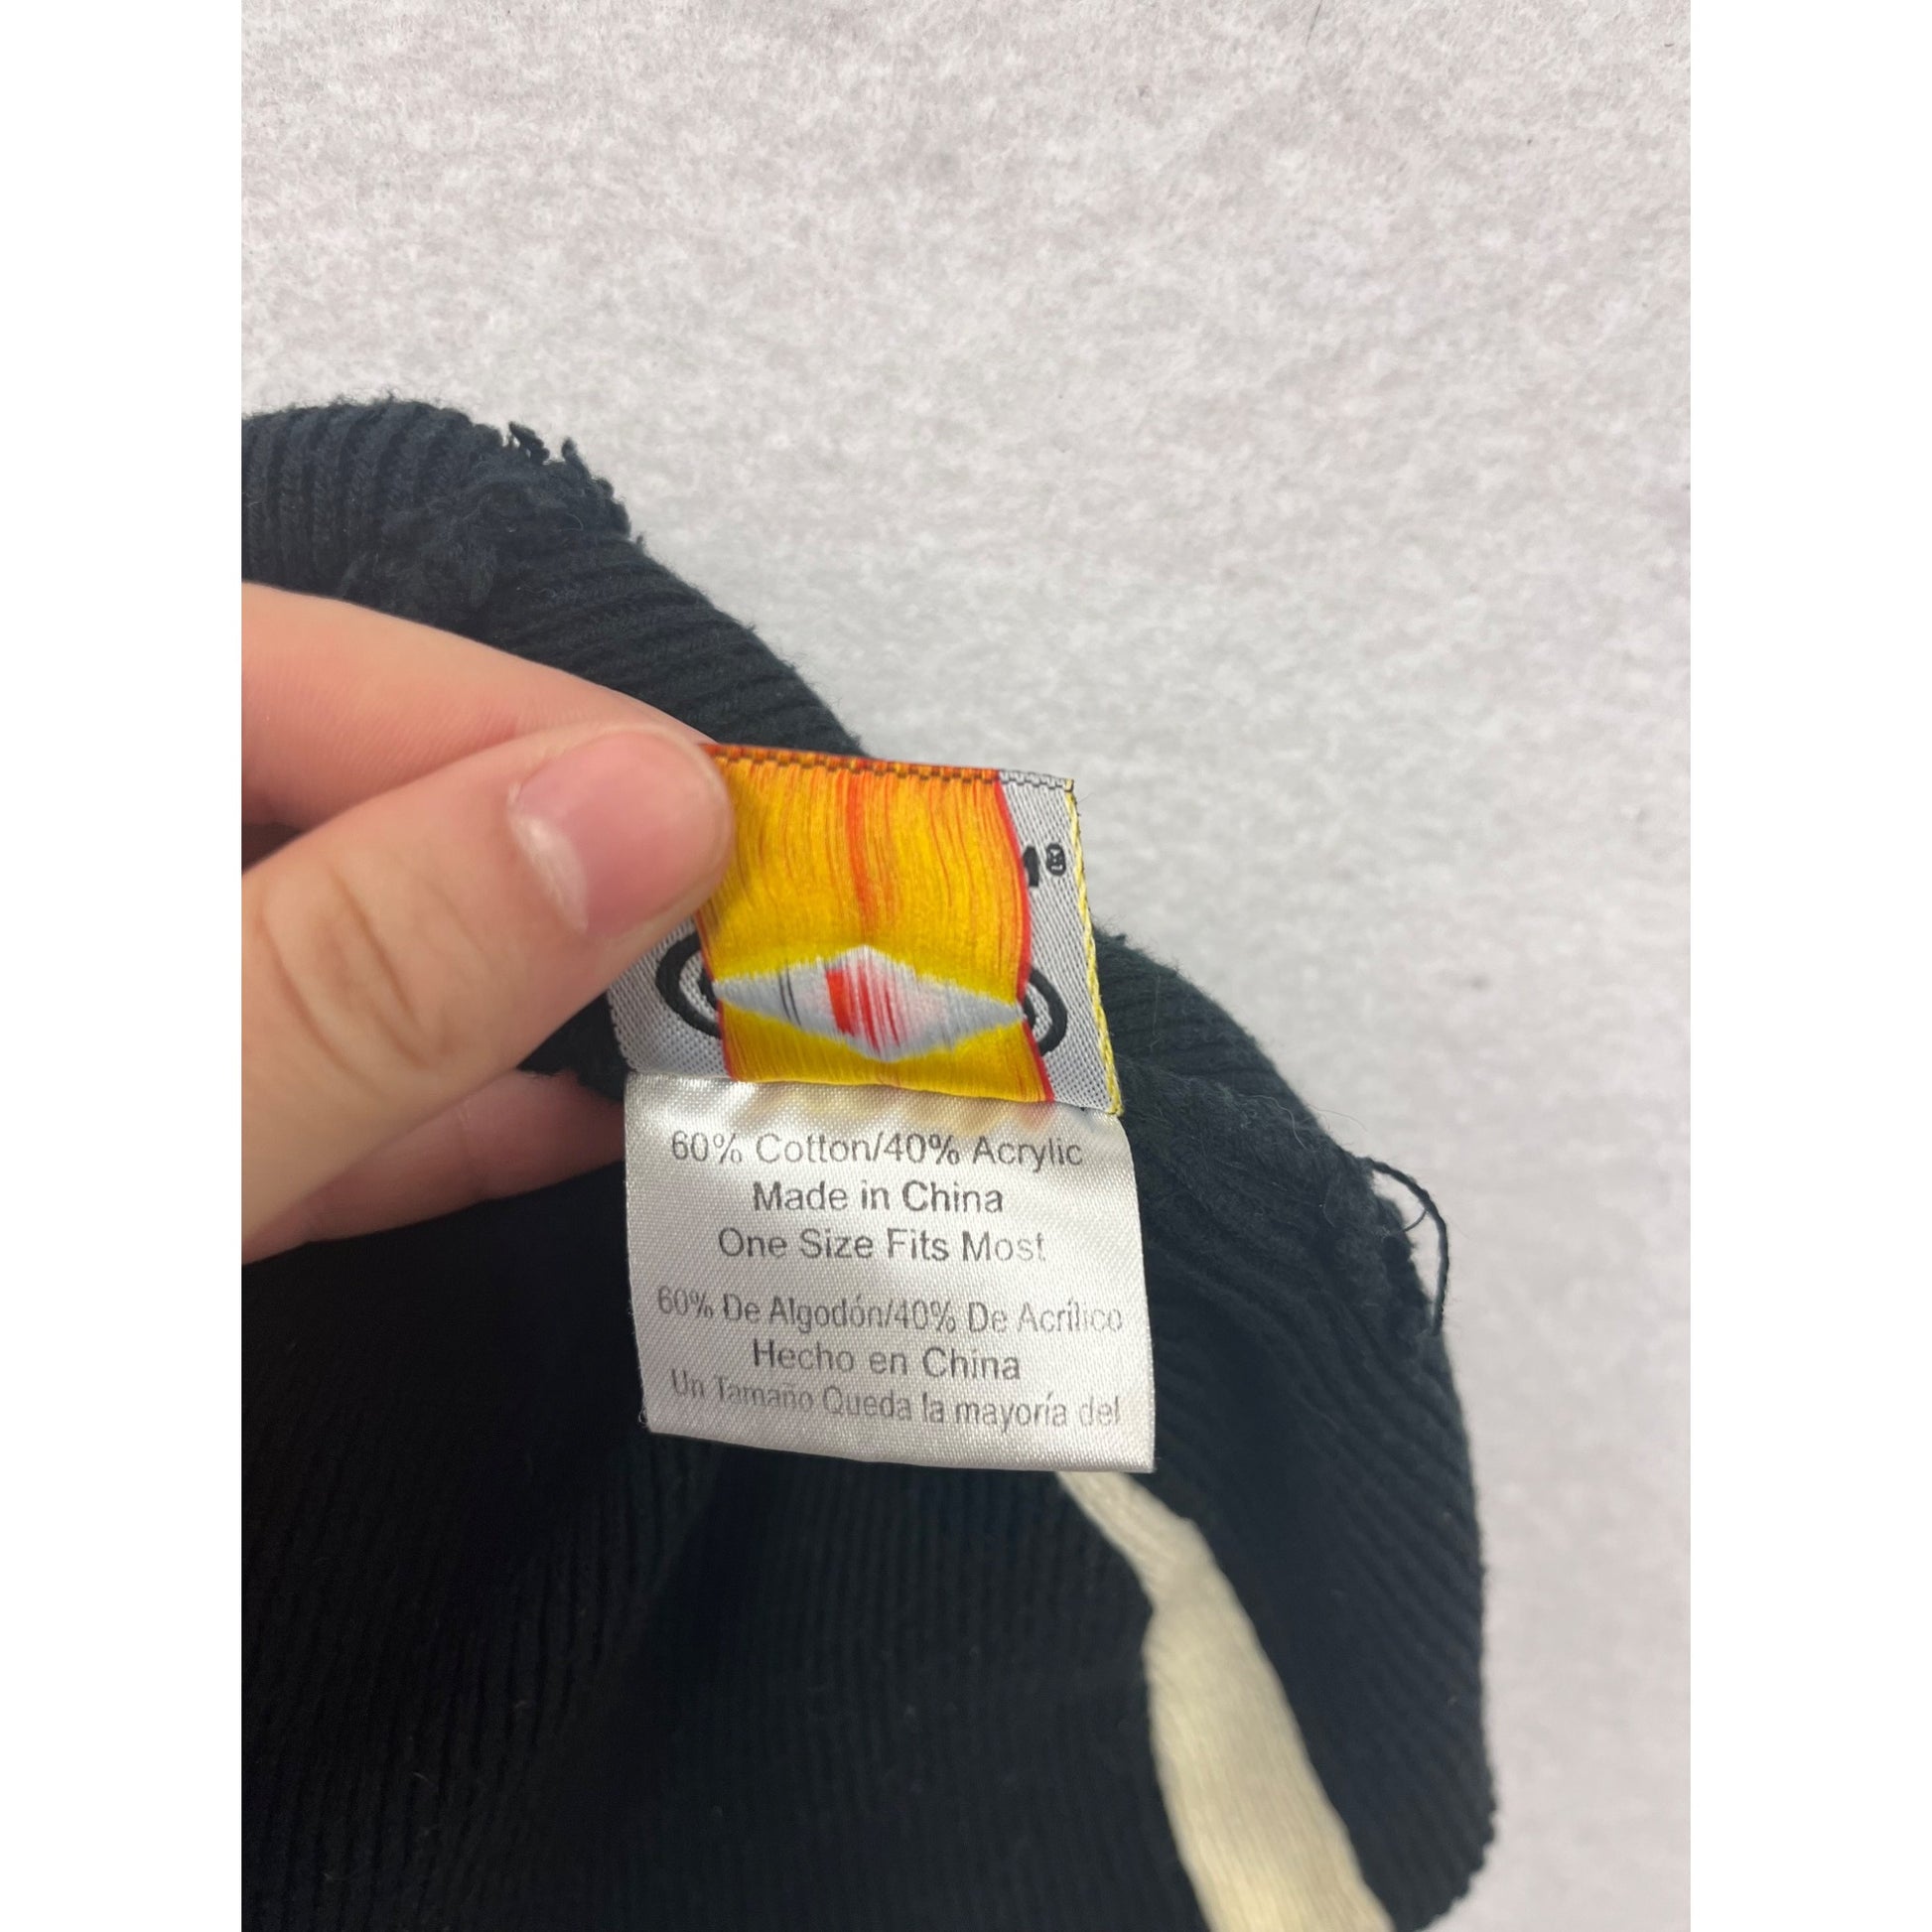 ®
60% Cotton/40% Acrylic
Made in China
One Size Fits Most
60% De Algodón/40% De Acrílico
Hecho en China
Un Tamaño Queda la mayoría del